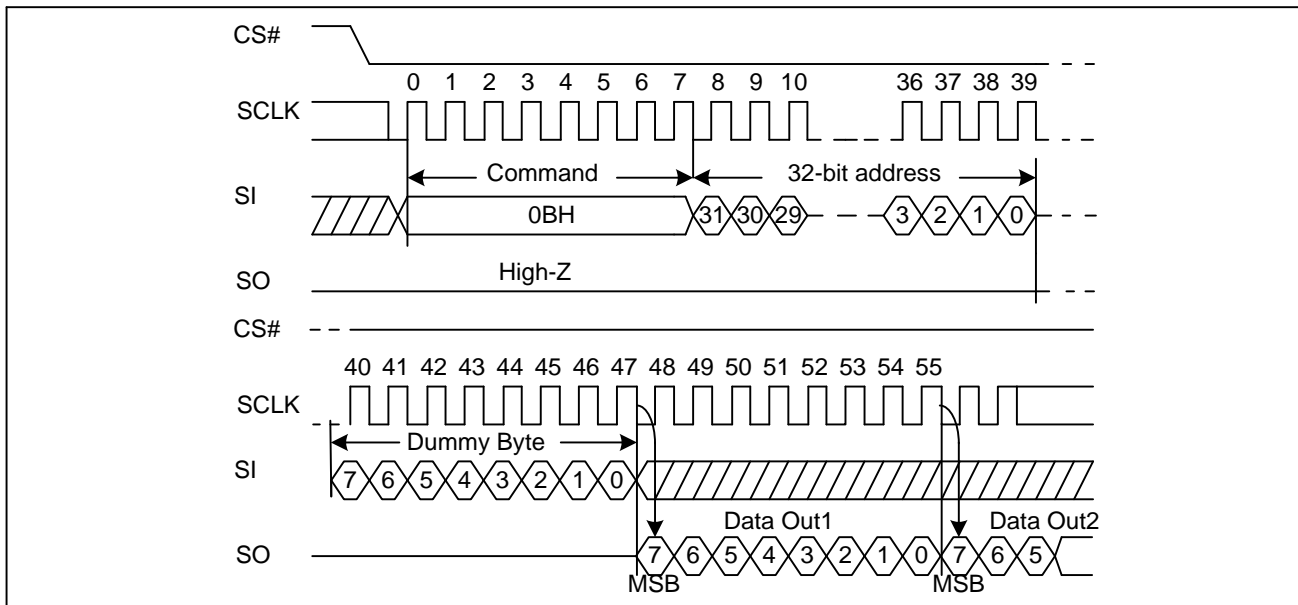 CS#
0 1 2 3 4 5 6 7 8 9 10 36 37 38 39
SCLK
Command 32-bit address
SI
0BH 31 30 29 3 2 1 0
High-Z
SO
CS#
40 41 42 43 44 45 46 47 48 49 50 51 52 53 54 55
SCLK
Dummy Byte
SI
7 6 5 4 3 2 1 0
Data Out1 Data Out2
SO
7 6 5 4 3 2 1 0 7 6 5
MSB MSB